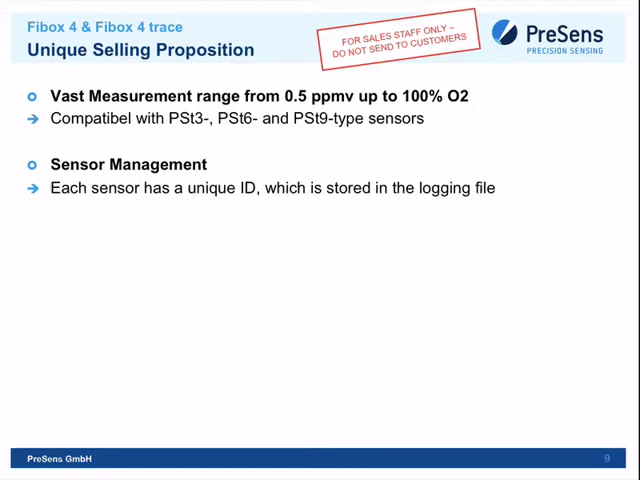 Fibox 4 & Fibox 4 trace
Unique Selling Proposition
FOR SALES STAFF ONLY –
DO NOT SEND TO CUSTOMERS
PreSens
PRECISION SENSING
Vast Measurement range from 0.5 ppmv up to 100% O2
Compatibel with PSt3-, PSt6- and PSt9-type sensors
Sensor Management
Each sensor has a unique ID, which is stored in the logging file
PreSens GmbH
9